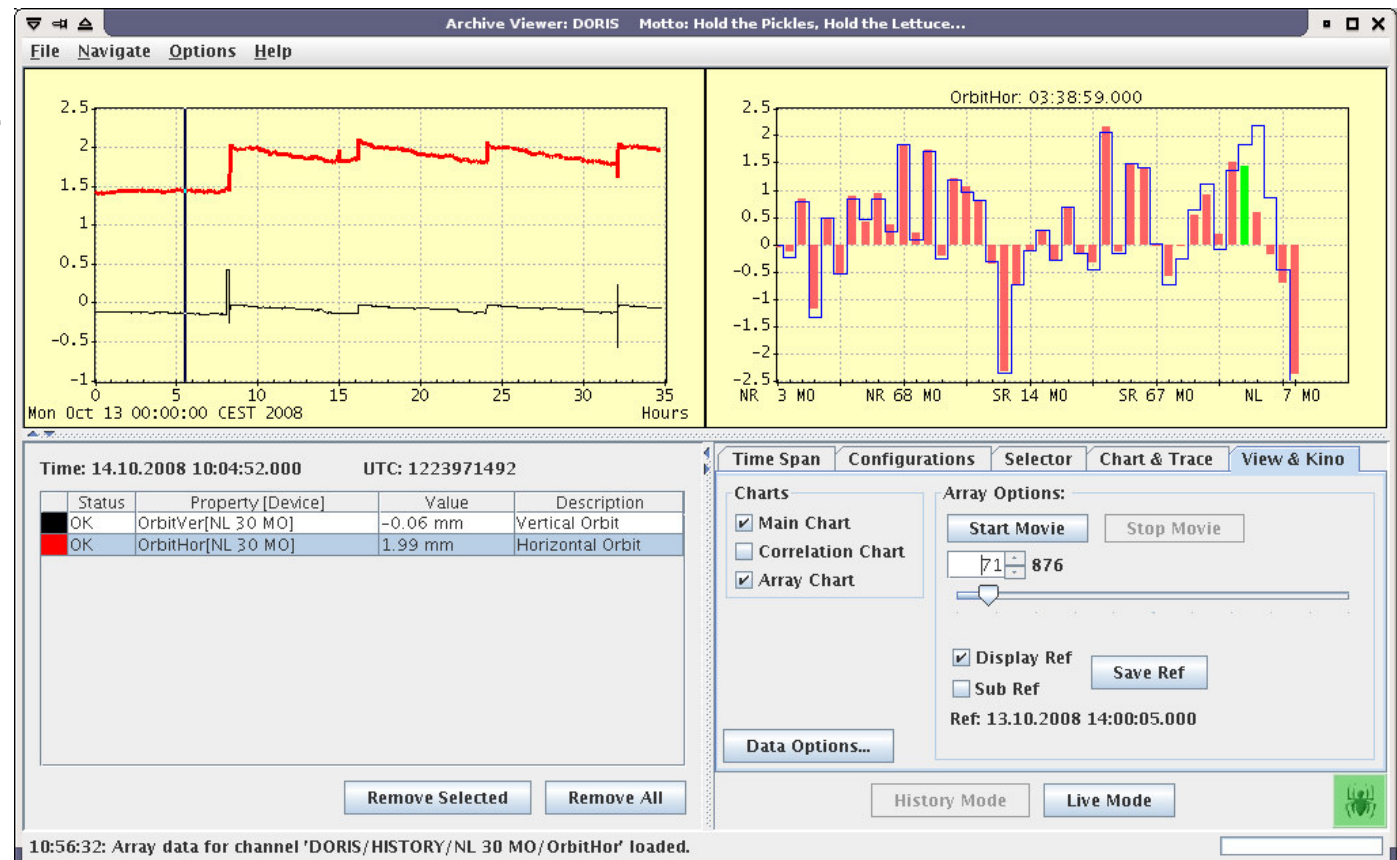 Archive Viewer: DORIS Motto: Hold the Pickles, Hold the Lettuce...
File Navigate Options Help
2.5
2
1.5
1
0.5
0
-0.5
-1
0 5 10 15 20 25 30 35
Mon Oct 13 00:00:00 CEST 2008 Hours
OrbitHor: 03:38:59.000
2.5
2
1.5
1
0.5
0
-0.5
-1
-1.5
-2
-2.5
NR 3 MO NR 68 MO SR 14 MO SR 67 MO NL 7 MO
Time: 14.10.2008 10:04:52.000 UTC: 1223971492
Status Property [Device] Value Description
OK OrbitVer[NL 30 MO] -0.06 mm Vertical Orbit
OK OrbitHor[NL 30 MO] 1.99 mm Horizontal Orbit
Remove Selected Remove All
Time Span Configurations Selector Chart & Trace View & Kino
Charts
Main Chart
Correlation Chart
Array Chart
Data Options...
Array Options:
Start Movie Stop Movie
71 876
Display Ref
Sub Ref
Save Ref
Ref: 13.10.2008 14:00:05.000
History Mode Live Mode
10:56:32: Array data for channel 'DORIS/HISTORY/NL 30 MO/OrbitHor' loaded.